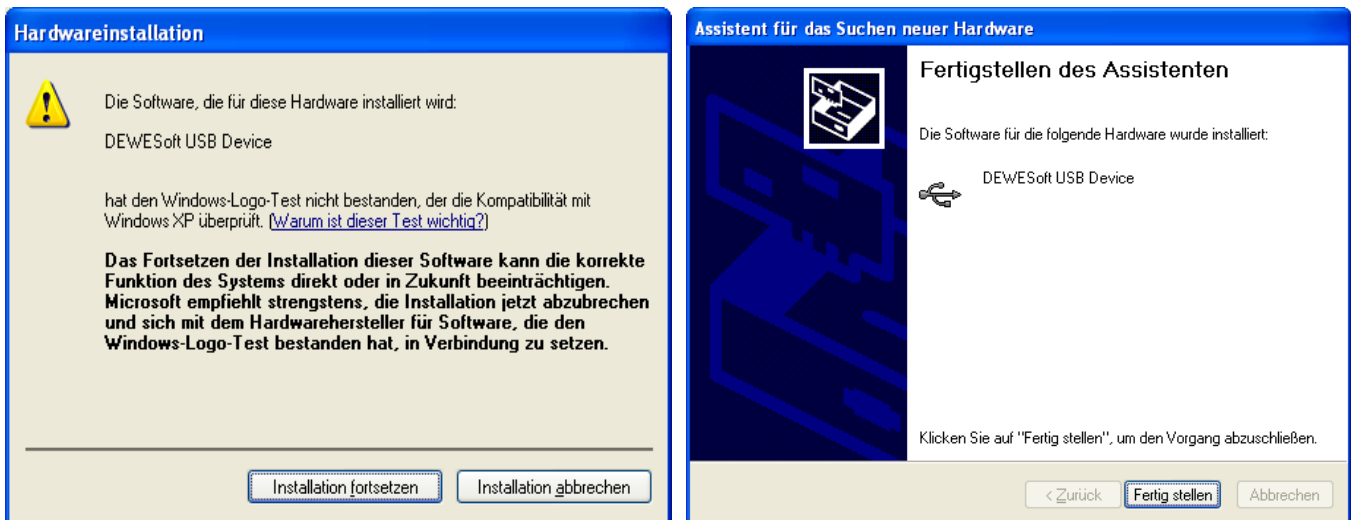 Hardwareinstallation
Die Software, die für diese Hardware installiert wird:
DEWESoft USB Device
hat den Windows-Logo-Test nicht bestanden, der die Kompatibilität mit
Windows XP überprüft. (Warum ist dieser Test wichtig?)
Das Fortsetzen der Installation dieser Software kann die korrekte
Funktion des Systems direkt oder in Zukunft beeinträchtigen.
Microsoft empfiehlt strengstens, die Installation jetzt abzubrechen
und sich mit dem Hardwarehersteller für Software, die den
Windows-Logo-Test bestanden hat, in Verbindung zu setzen.
Installation fortsetzen
Installation abbrechen
Assistent für das Suchen neuer Hardware
Fertigstellen des Assistenten
Die Software für die folgende Hardware wurde installiert:
DEWESoft USB Device
Klicken Sie auf "Fertig stellen", um den Vorgang abzuschließen.
< Zurück
Fertig stellen
Abbrechen